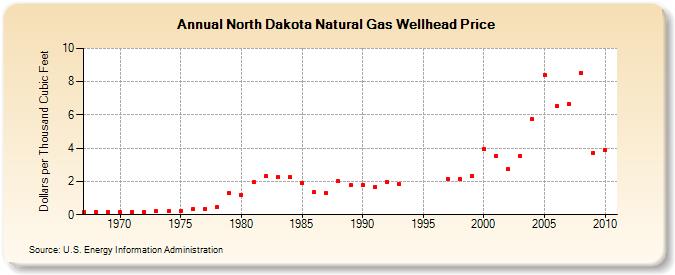 Annual North Dakota Natural Gas Wellhead Price
Dollars per Thousand Cubic Feet
10
8
6
4
2
0
1970 1975 1980 1985 1990 1995 2000 2005 2010
Source: U.S. Energy Information Administration